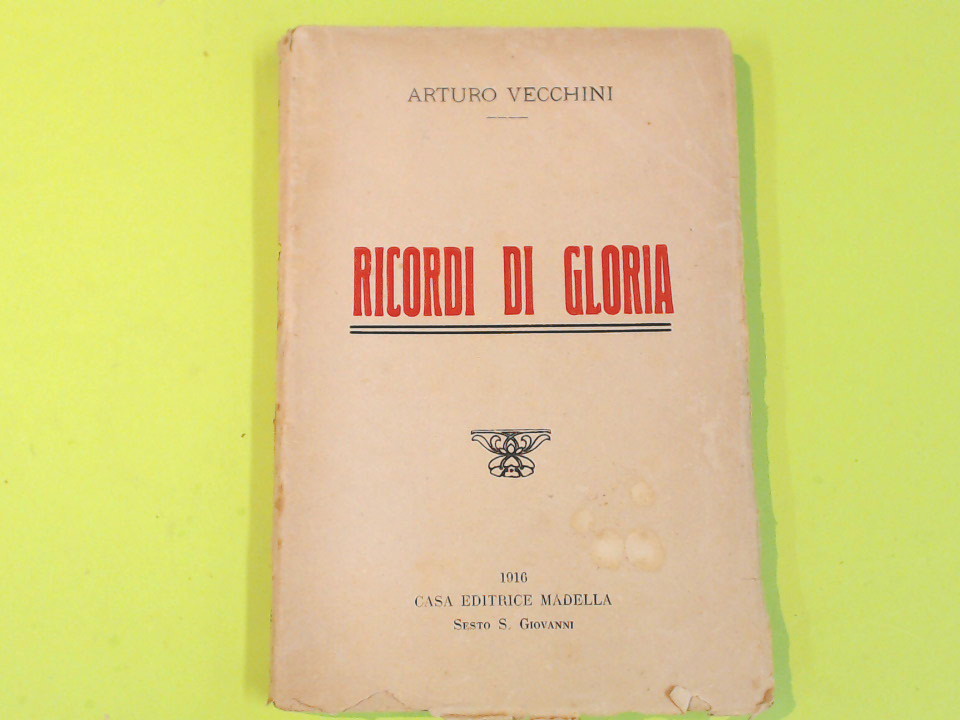 ARTURO VECCHINI
RICORDI DI GLORIA
1916
CASA EDITRICE MADELLA
SESTO S. GIOVANNI